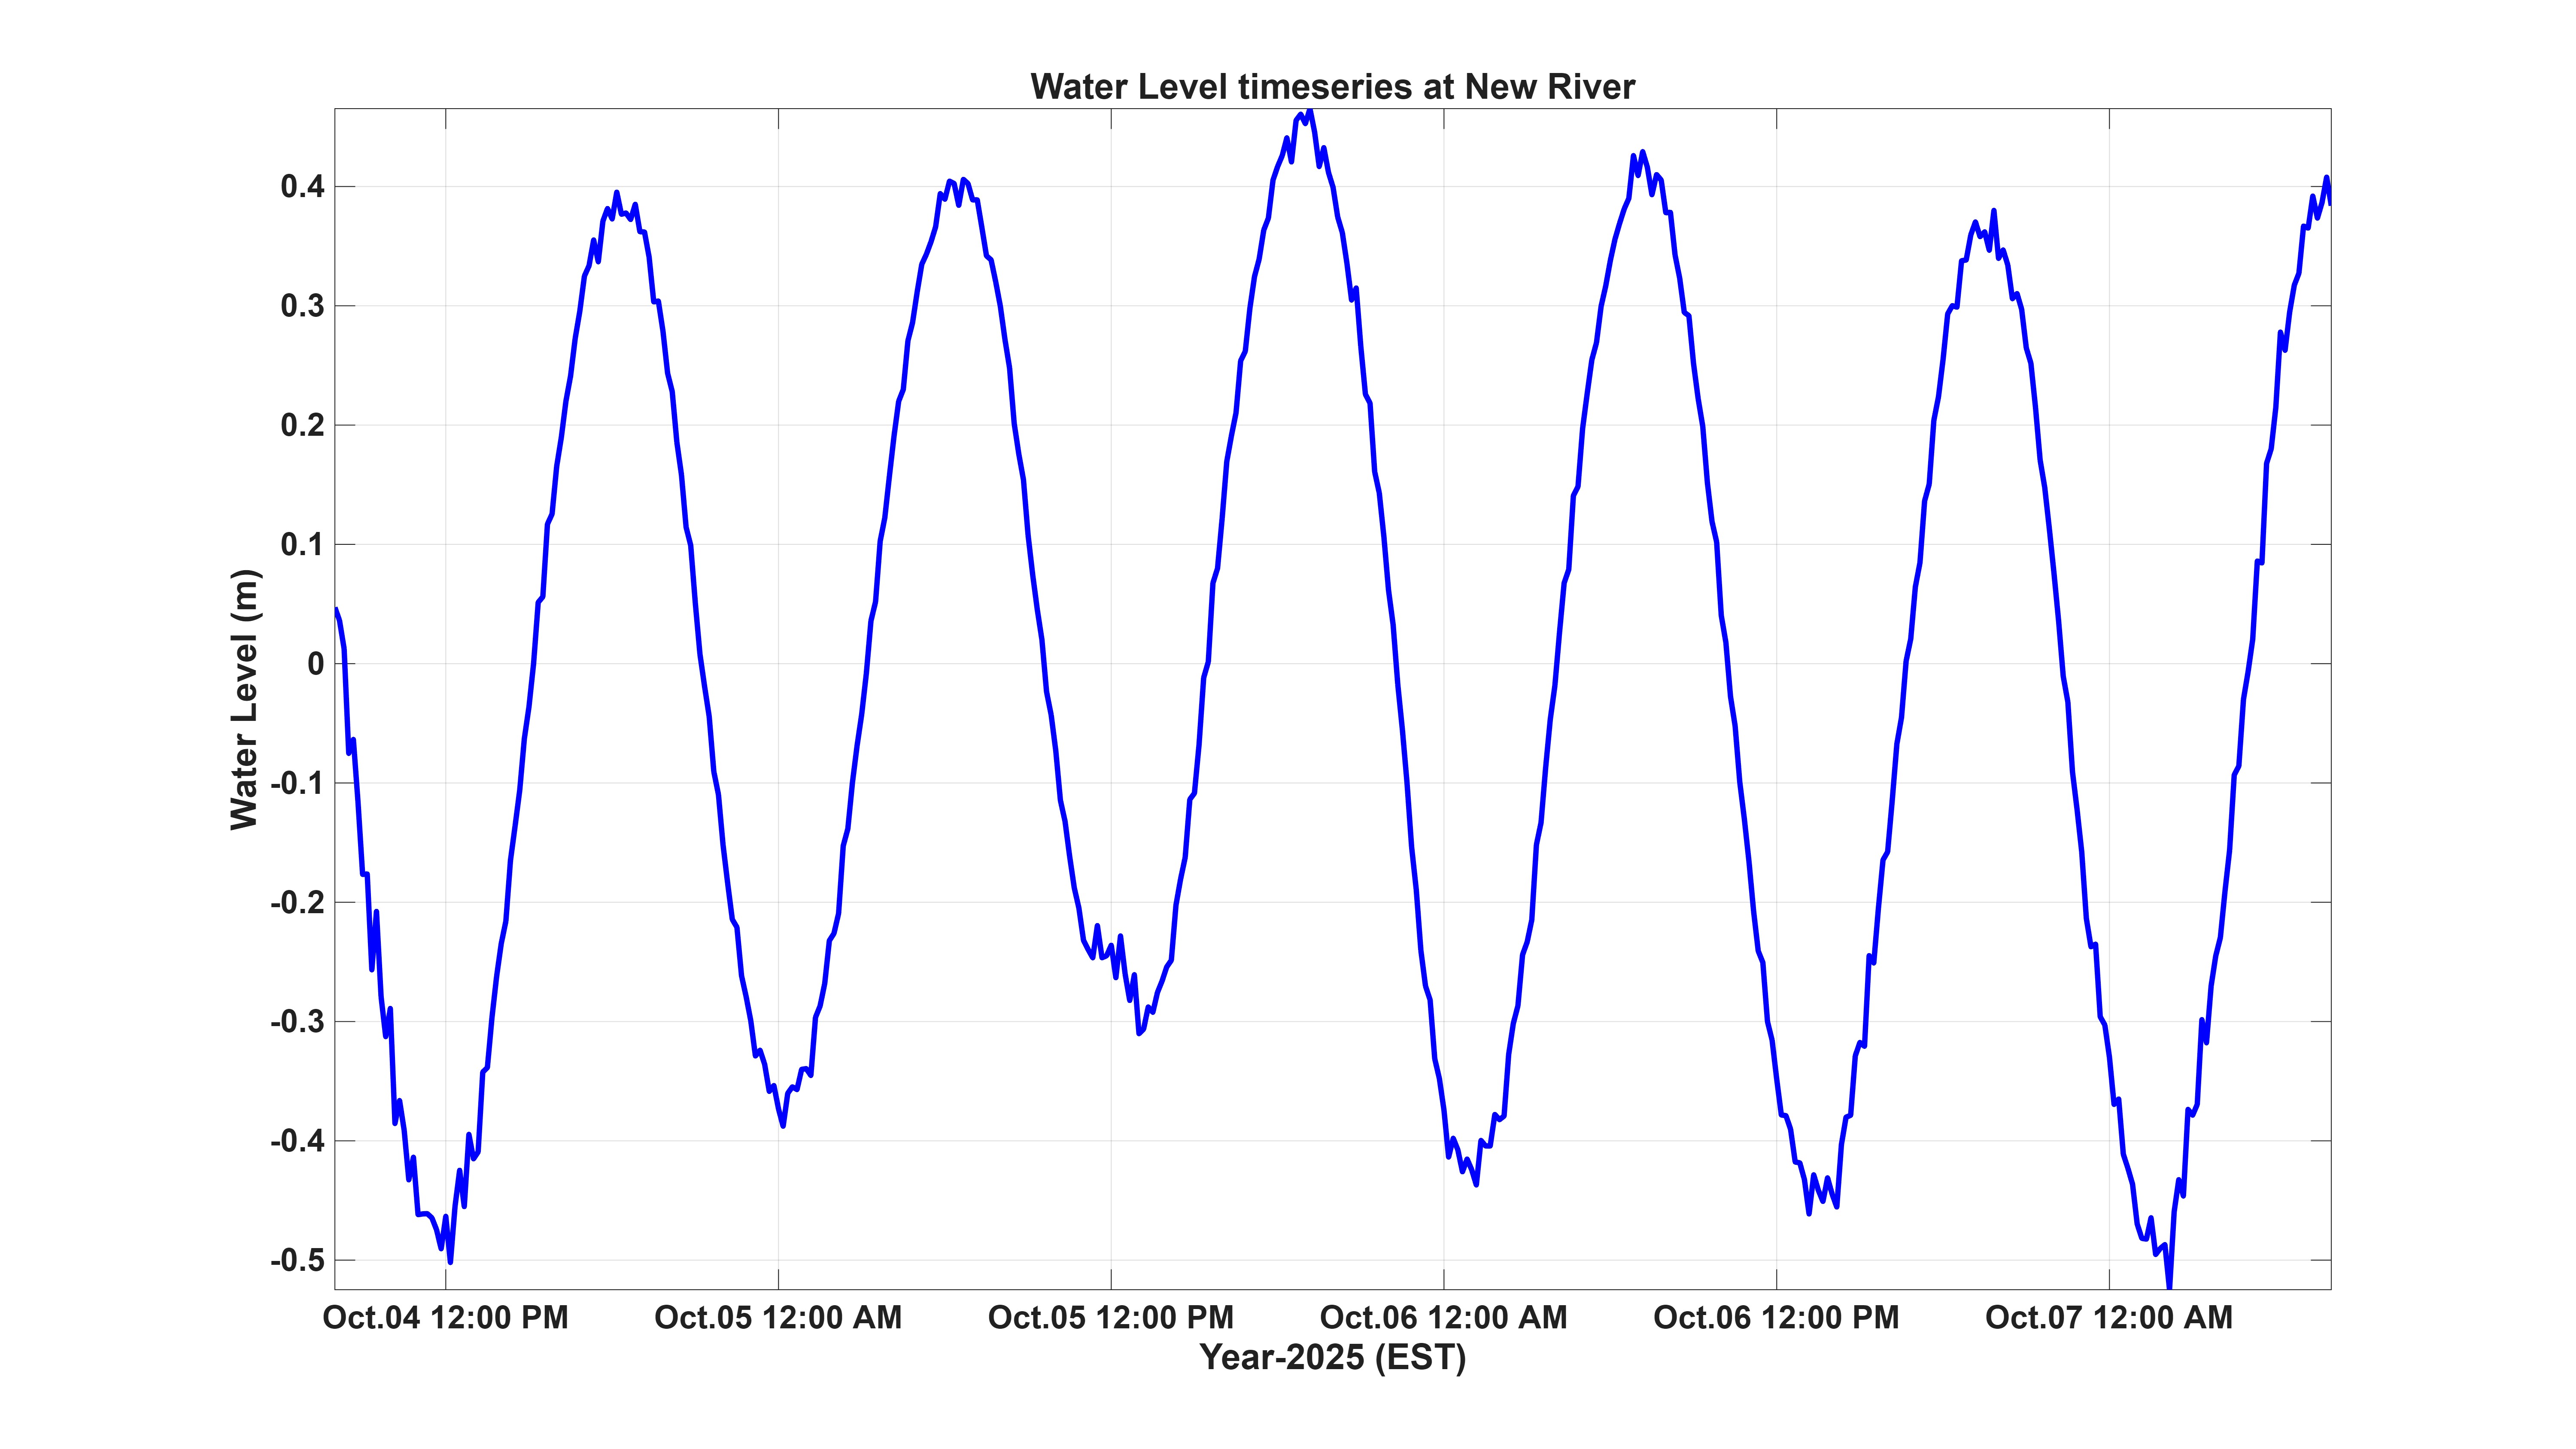 Water Level timeseries at New River
Water Level (m)
0.4
0.3
0.2
0.1
0
-0.1
-0.2
-0.3
-0.4
-0.5
Oct.04 12:00 PM
Oct.05 12:00 AM
Oct.05 12:00 PM
Oct.06 12:00 AM
Oct.06 12:00 PM
Oct.07 12:00 AM
Year-2025 (EST)